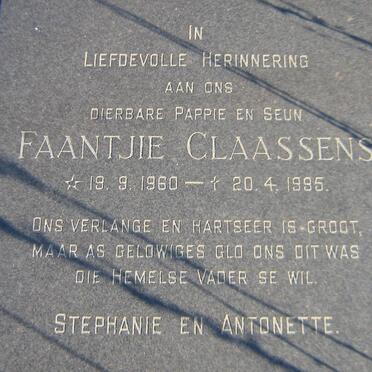 IN
LIEFDEVOLLE HERINNERING
AAN ONS
DIERBARE PAPPIE EN SEUN
FAANTJIE CLAASSENS
☆ 19. 9. 1960 — † 20. 4. 1995.
ONS VERLANGE EN HARTSEER IS GROOT,
MAAR AS GELOWIGES GLO ONS DIT WAS
DIE HEMELSE VADER SE WIL.
STEPHANIE EN ANTONETTE.